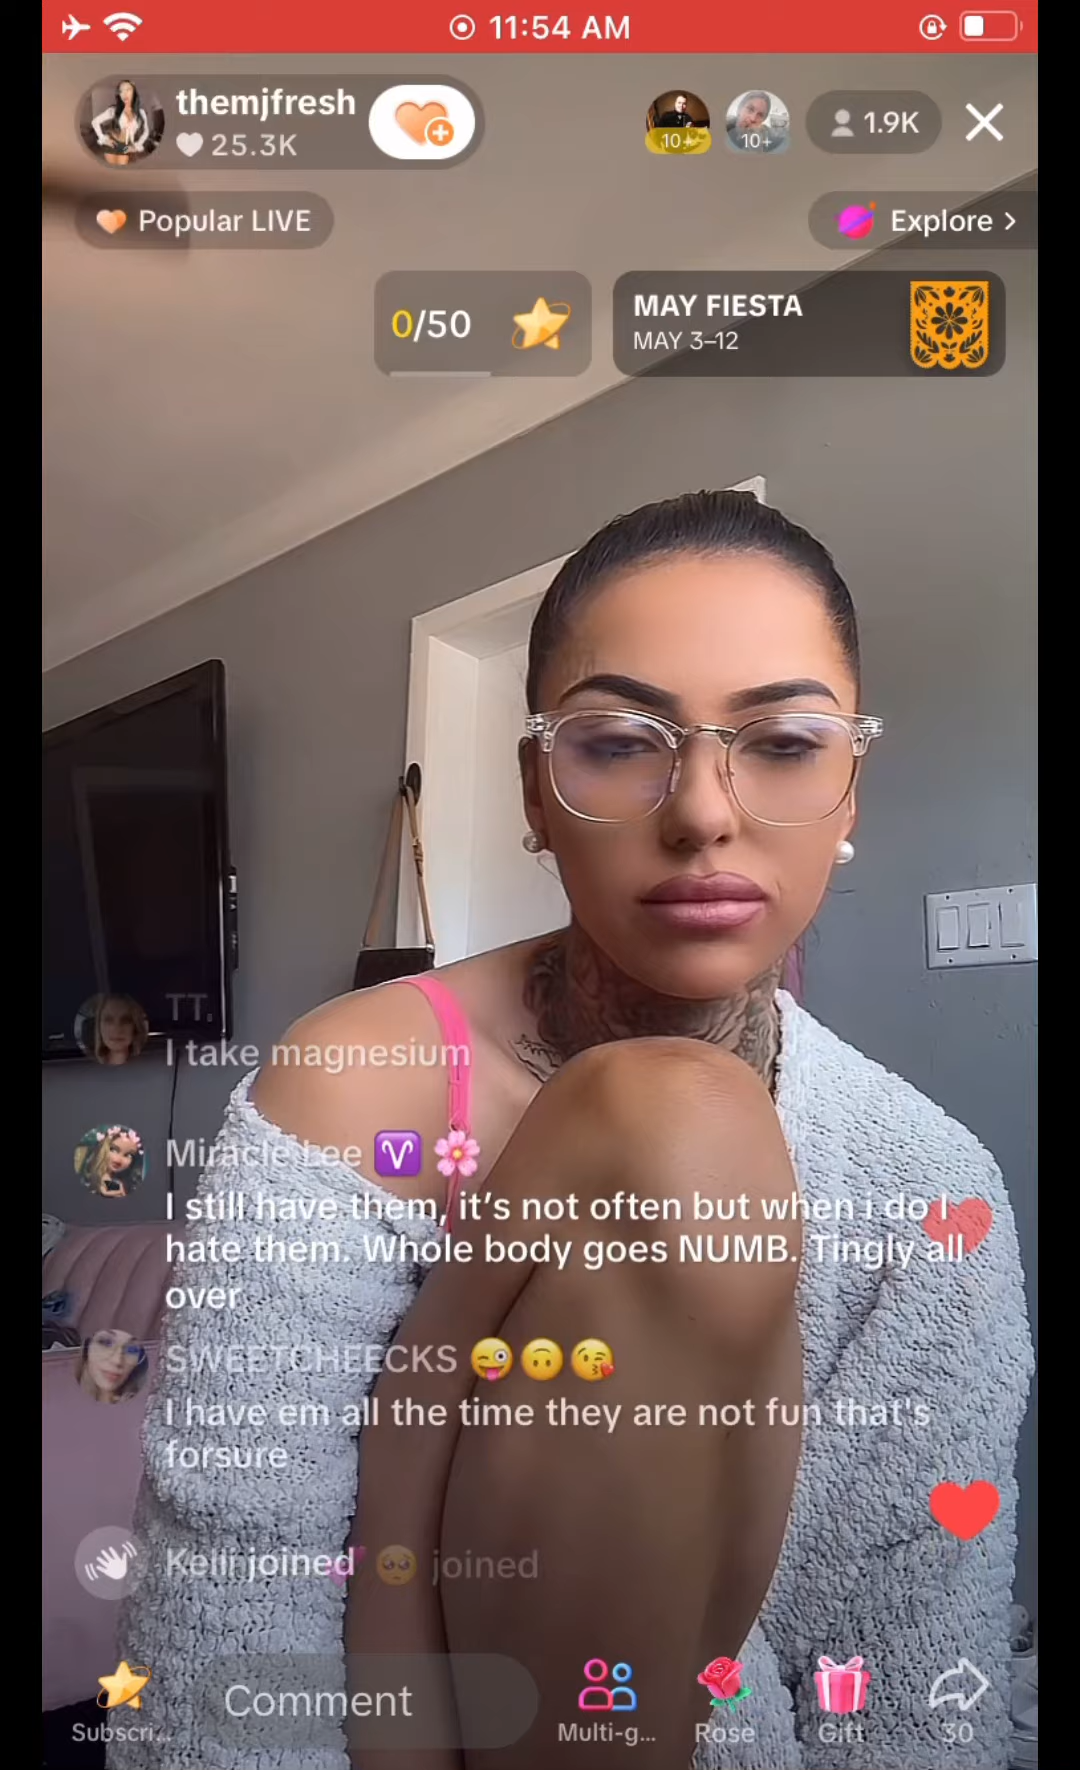 11:54 AM
themjfresh
25.3K
10+
10+
1.9K
Popular LIVE
Explore >
0/50
MAY FIESTA
MAY 3–12
TT.
I take magnesium
Miracle Lee
I still have them, it’s not often but when i do I
hate them. Whole body goes NUMB. Tingly all
over
SWEETCHEECKS 😜🙃😘
I have em all the time they are not fun that's
forsure
Kelli joined 🥺 joined
Subscri...
Comment
Multi-g...
Rose
Gift
30